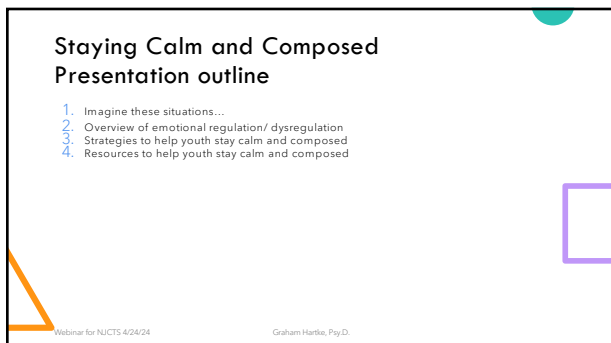 Staying Calm and Composed
Presentation outline
1. Imagine these situations...
2. Overview of emotional regulation/ dysregulation
3. Strategies to help youth stay calm and composed
4. Resources to help youth stay calm and composed
Webinar for NJCTS 4/24/24 Graham Hartke, Psy.D.